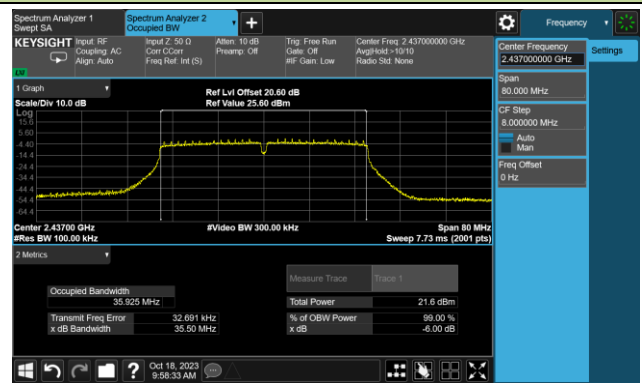 Spectrum Analyzer 1
Swept SA
Spectrum Analyzer 2
Occupied BW
Frequency
KEYSIGHT
Input: RF
Coupling: AC
Align: Auto
Input Z: 50 Ω
Corr CCorr
Freq Ref: Int (S)
Atten: 10 dB
Preamp: Off
Trig: Free Run
Gate: Off
#IF Gain: Low
Center Freq: 2.437000000 GHz
Avg|Hold:>10/10
Radio Std: None
LW
Center Frequency
2.437000000 GHz
Settings
Span
80.000 MHz
CF Step
8.000000 MHz
Auto
Man
Freq Offset
0 Hz
1 Graph
Scale/Div 10.0 dB
Ref Lvl Offset 20.60 dB
Ref Value 25.60 dBm
Log
15.6
5.60
-4.40
-14.4
-24.4
-34.4
-44.4
-54.4
-64.4
Center 2.43700 GHz
#Video BW 300.00 kHz
Span 80 MHz
#Res BW 100.00 kHz
Sweep 7.73 ms (2001 pts)
2 Metrics
Measure Trace
Trace 1
Occupied Bandwidth
35.925 MHz
Total Power
21.6 dBm
Transmit Freq Error
32.691 kHz
% of OBW Power
99.00 %
x dB Bandwidth
35.50 MHz
x dB
-6.00 dB
?
Oct 18, 2023
9:58:33 AM